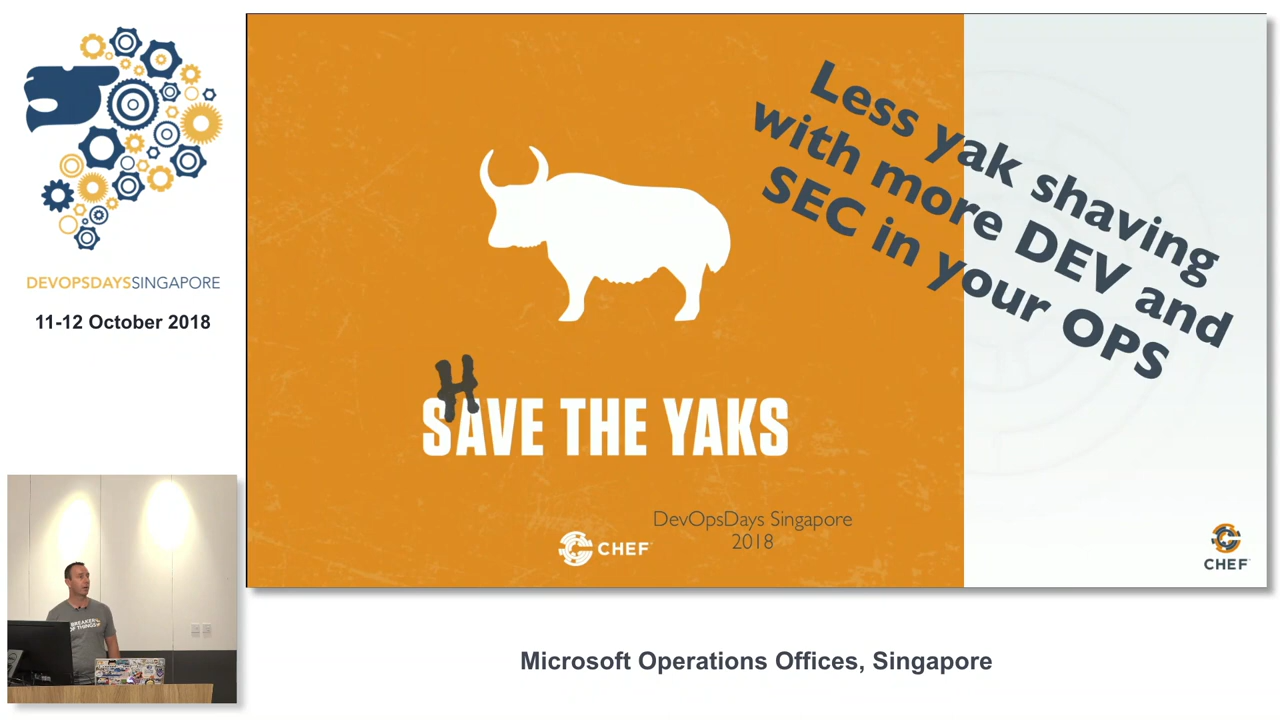 DEVOPSDAYSSINGAPORE
11-12 October 2018
Less yak shaving
with more DEV and
SEC in your OPS
H
SAVE THE YAKS
DevOpsDays Singapore
2018
CHEF
CHEF
BREAKER
OF THINGS
Microsoft Operations Offices, Singapore